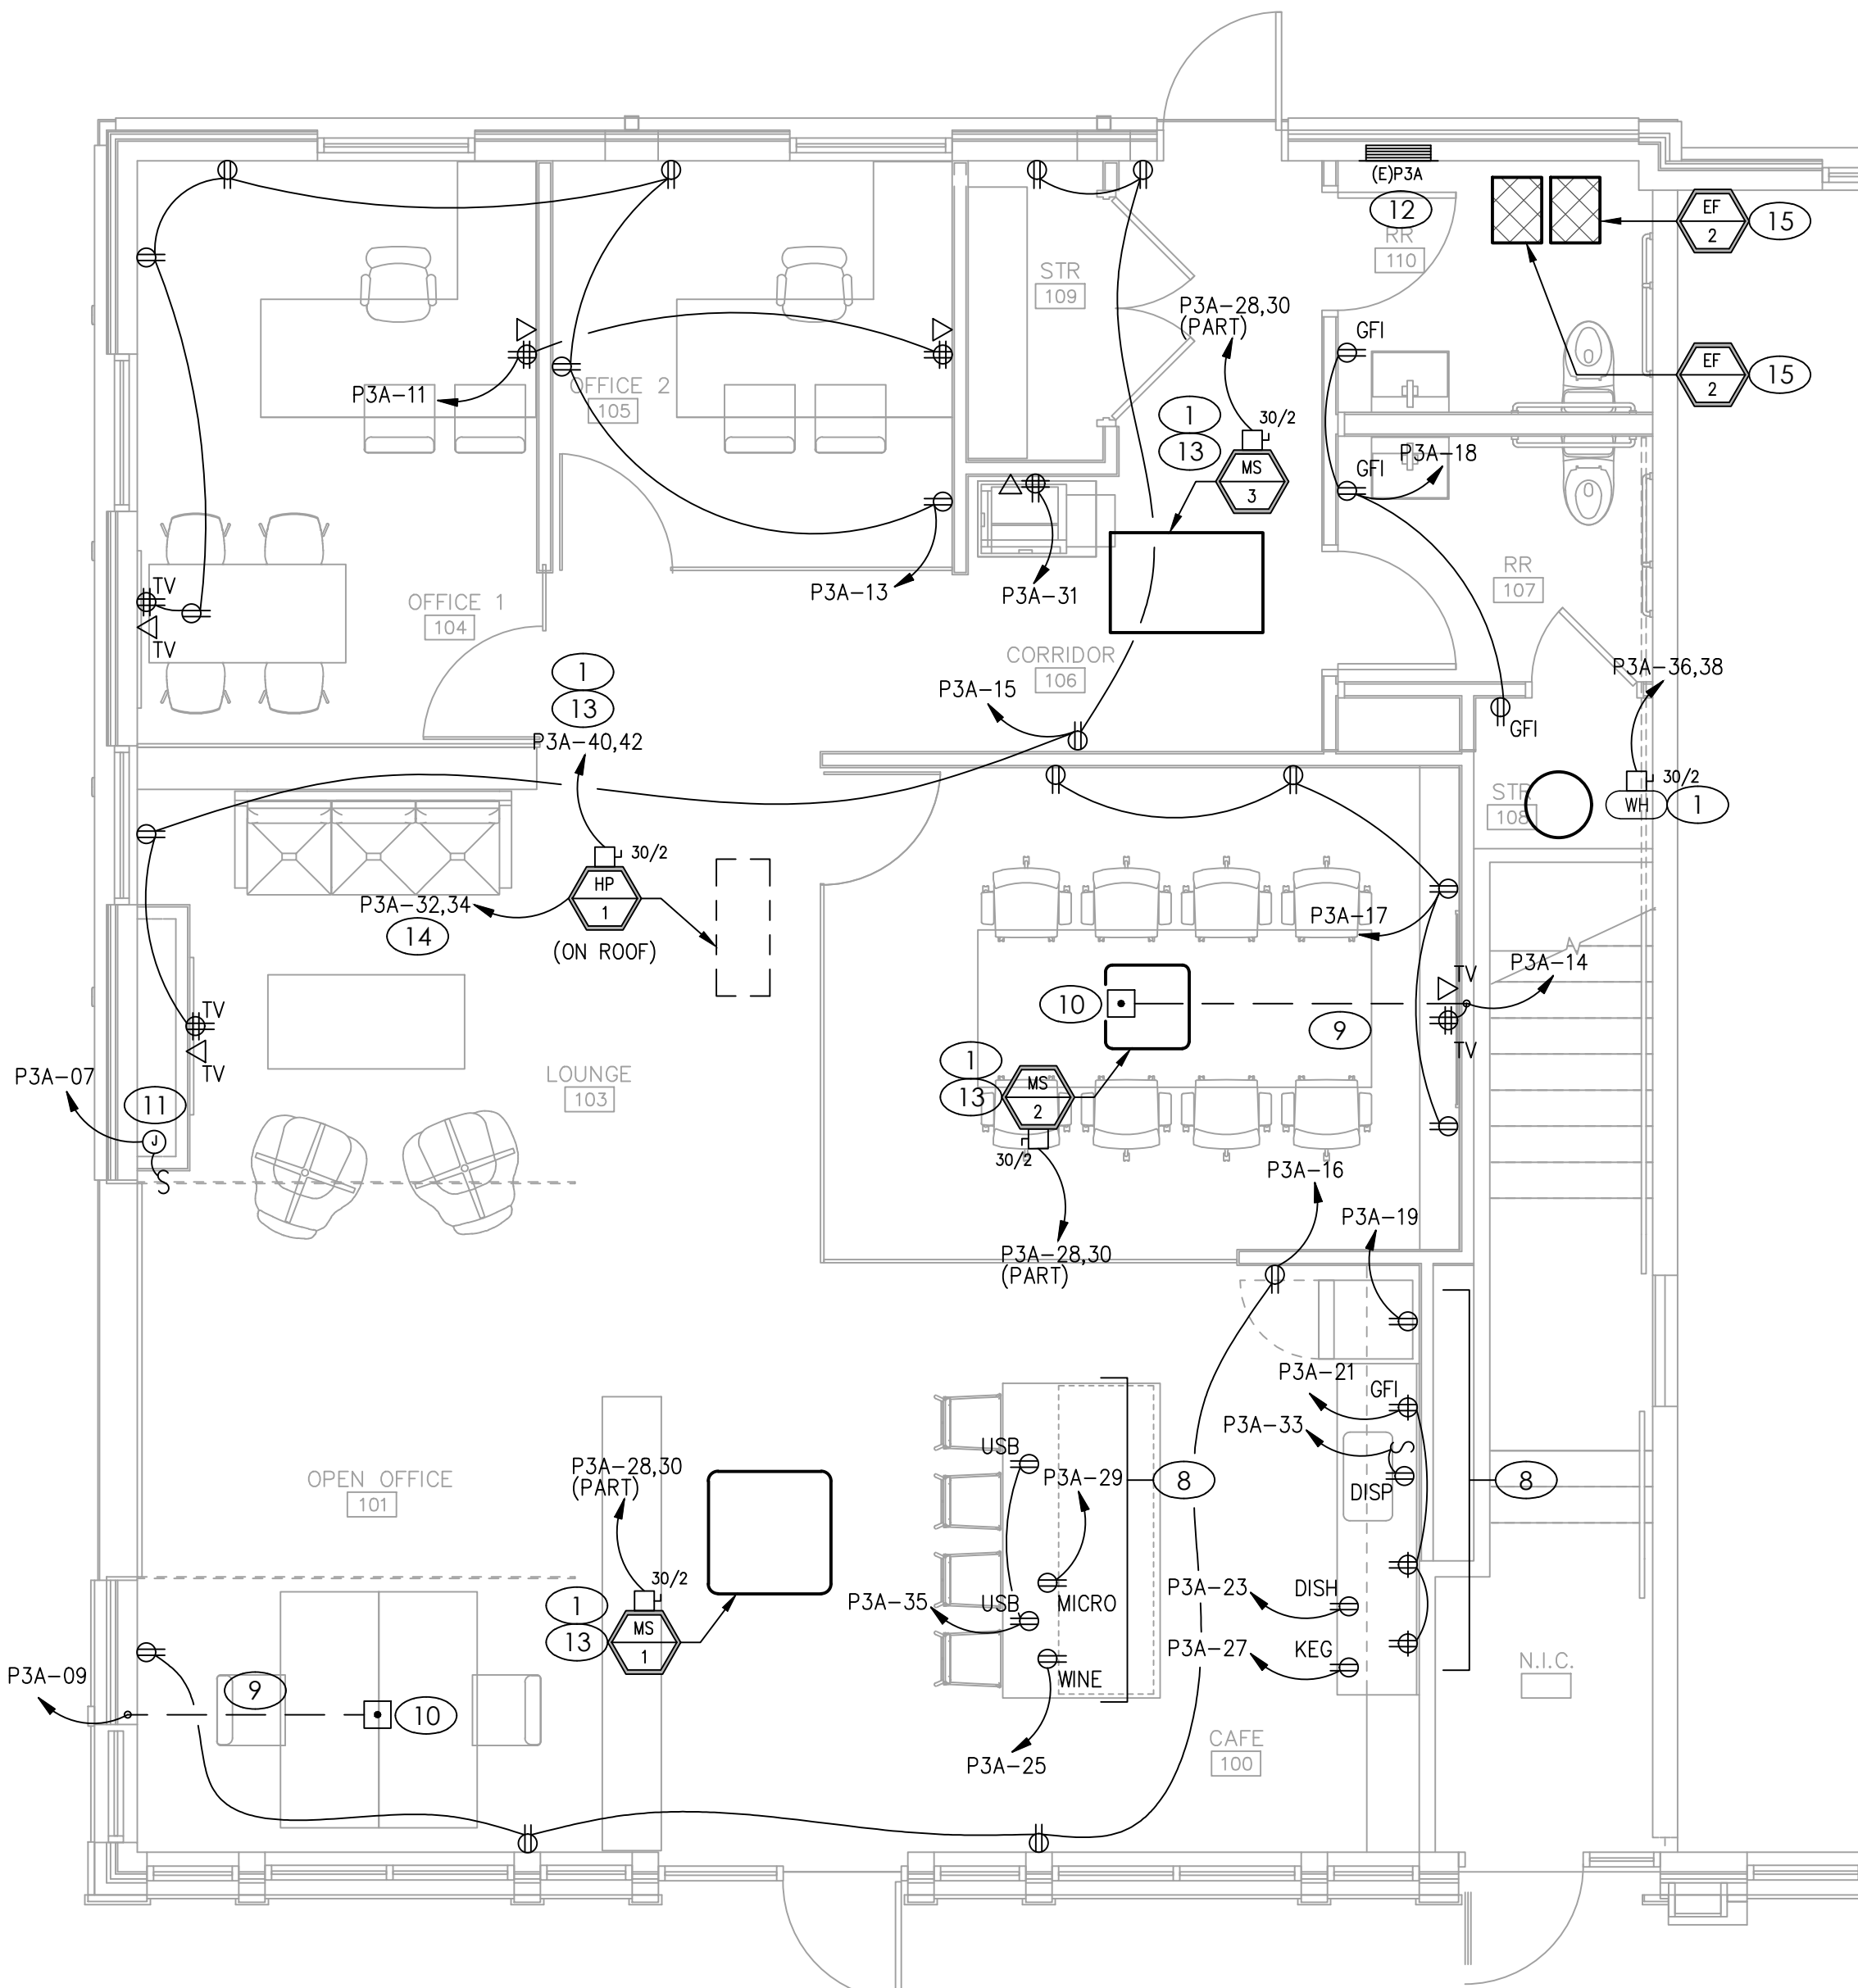 (E)P3A
12
EF
2
15
RR
110
STR
109
P3A-28,30
(PART)
GFI
EF
2
15
P3A-11
OFFICE 2
105
1
13
30/2
MS
3
GFI
P3A-18
P3A-13
P3A-31
RR
107
TV
TV
OFFICE 1
104
CORRIDOR
106
P3A-15
P3A-36,38
GFI
1
13
P3A-40,42
30/2
STR
108
30/2
WH
1
HP
1
P3A-32,34
14
(ON ROOF)
P3A-17
TV
P3A-14
10
9
TV
TV
TV
P3A-07
11
J
S
LOUNGE
103
1
13
MS
2
30/2
P3A-28,30
(PART)
P3A-16
P3A-19
P3A-21
GFI
P3A-33
S
DISP
8
8
USB
P3A-29
OPEN OFFICE
101
P3A-28,30
(PART)
30/2
1
13
MS
1
P3A-35
USB
MICRO
P3A-23
DISH
P3A-27
KEG
WINE
P3A-25
P3A-09
9
10
CAFE
100
N.I.C.